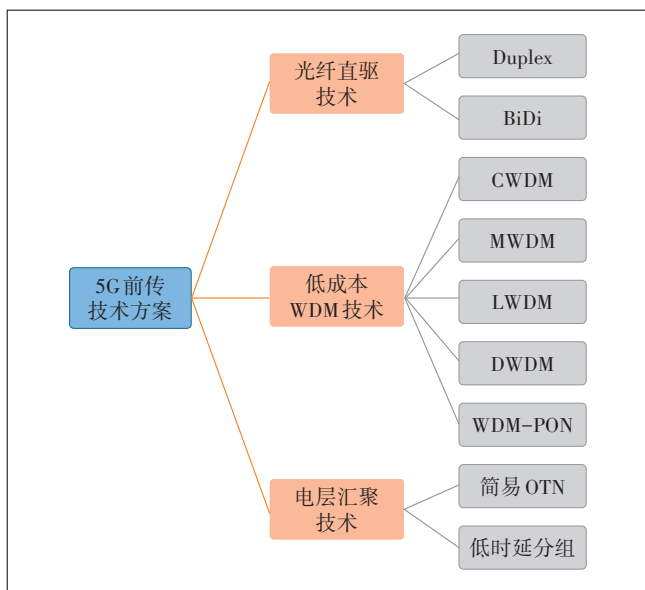 5G前传
技术方案
光纤直驱
技术
Duplex
BiDi
低成本
WDM技术
CWDM
MWDM
LWDM
DWDM
WDM-PON
电层汇聚
技术
简易OTN
低时延分组